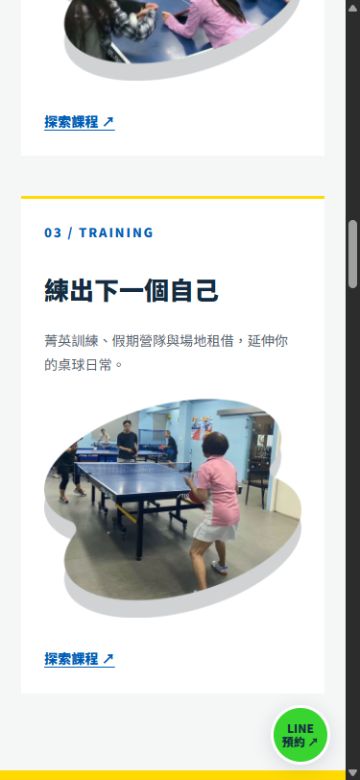 探索課程 ↗
03 / TRAINING
練出下一個自己
菁英訓練、假期營隊與場地租借，延伸你
的桌球日常。
探索課程 ↗
LINE
預約 ↗